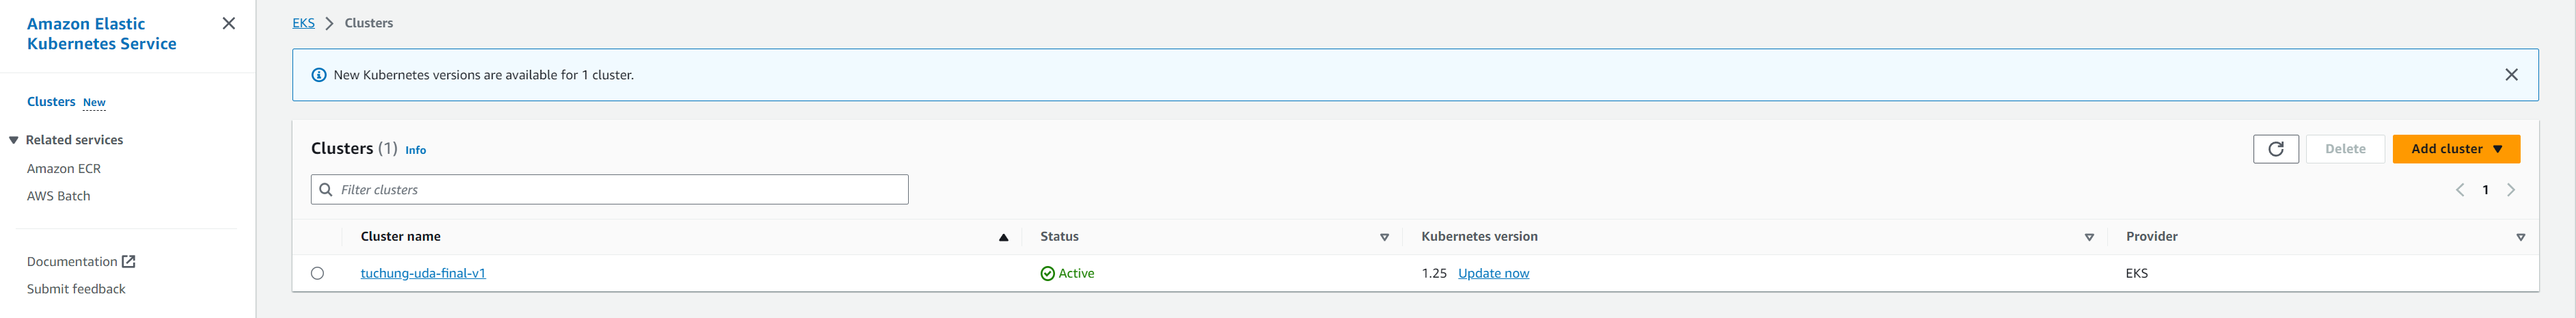 Amazon Elastic
Kubernetes Service
Clusters New
Related services
Amazon ECR
AWS Batch
Documentation
Submit feedback
EKS Clusters
New Kubernetes versions are available for 1 cluster.
Clusters (1) Info
Delete
Add cluster
Filter clusters
1
Cluster name Status Kubernetes version Provider
tuchung-uda-final-v1 Active 1.25 Update now EKS